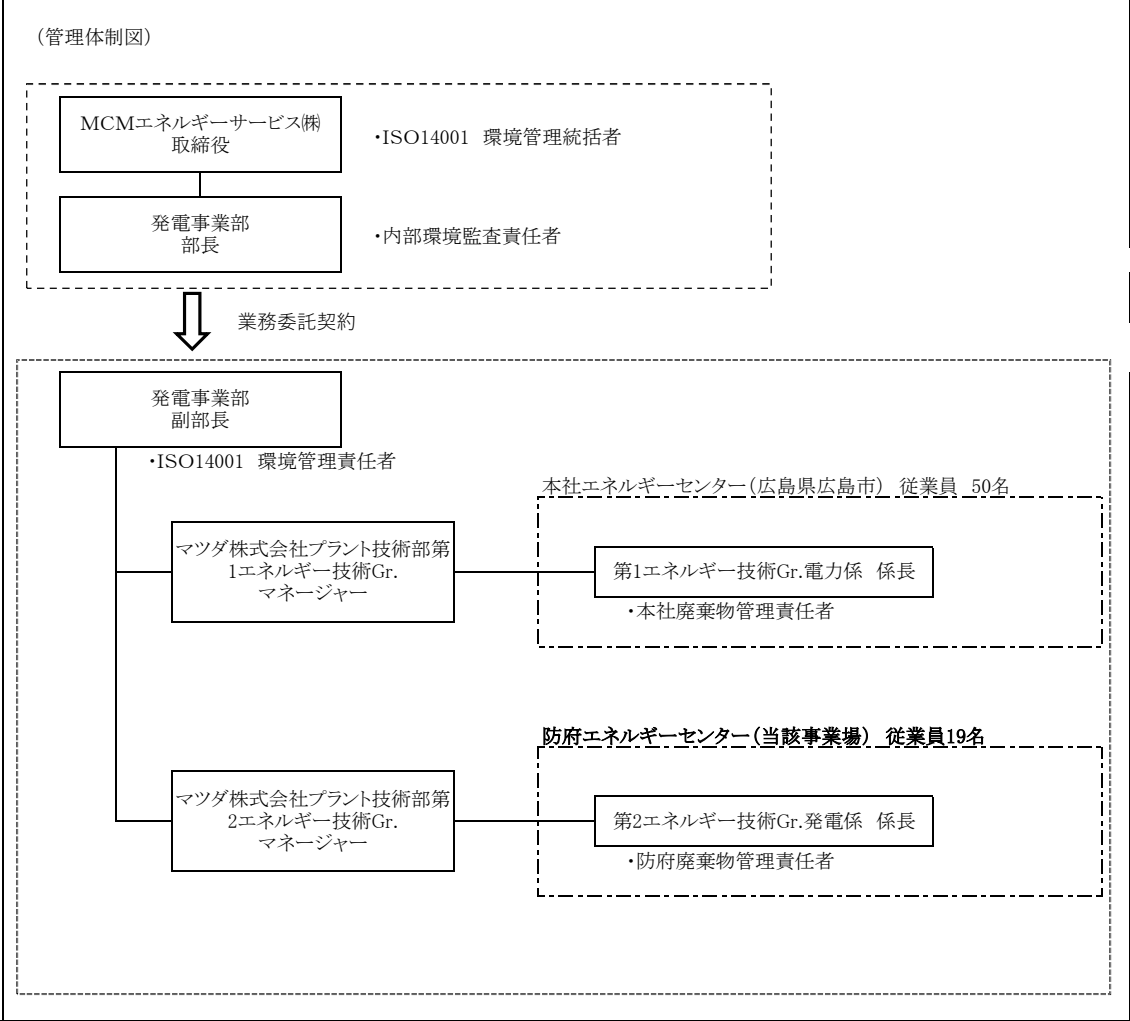 （管理体制図）
MCMエネルギーサービス㈱
取締役
・ISO14001 環境管理統括者
発電事業部
部長
・内部環境監査責任者
業務委託契約
発電事業部
副部長
・ISO14001 環境管理責任者
本社エネルギーセンター（広島県広島市） 従業員 50名
マツダ株式会社プラント技術部第
1エネルギー技術Gr.
マネージャー
第1エネルギー技術Gr.電力係 係長
・本社廃棄物管理責任者
防府エネルギーセンター（当該事業場） 従業員19名
マツダ株式会社プラント技術部第
2エネルギー技術Gr.
マネージャー
第2エネルギー技術Gr.発電係 係長
・防府廃棄物管理責任者